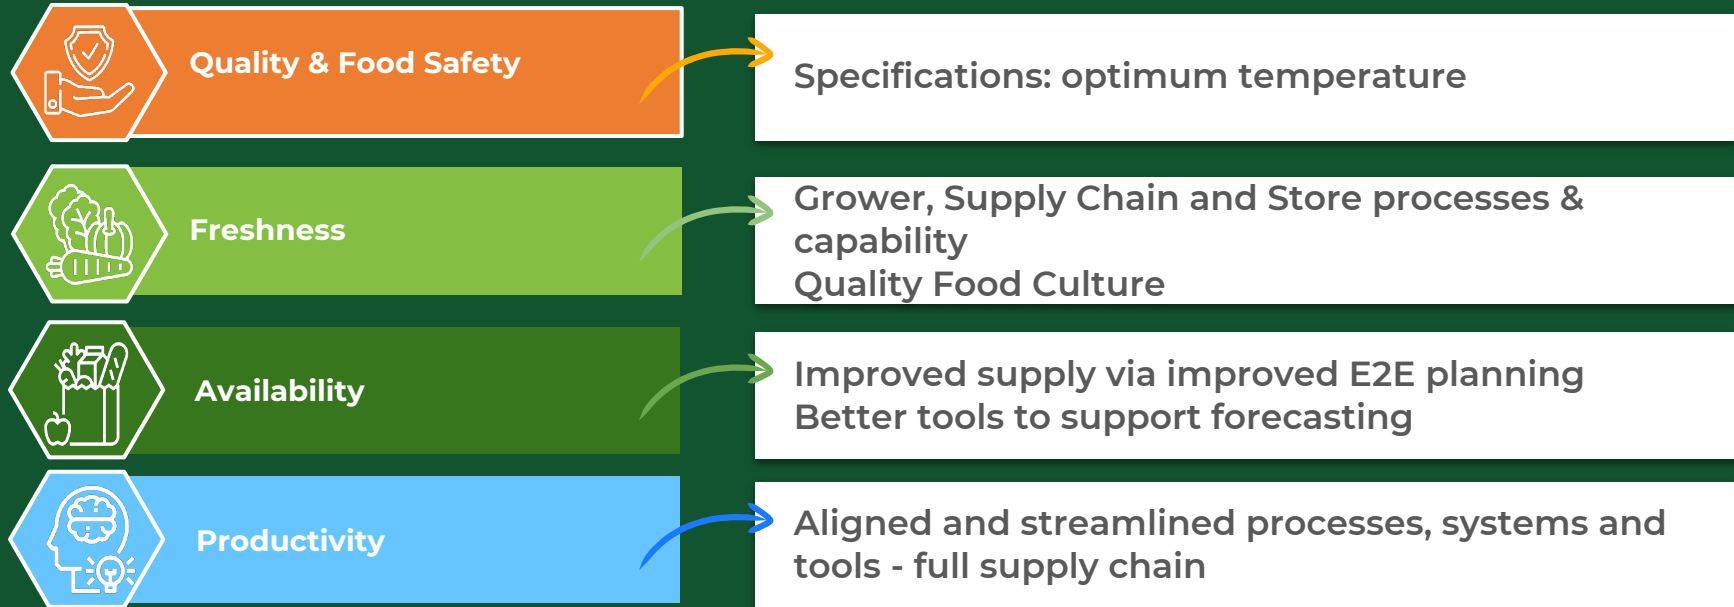 Quality & Food Safety
Specifications: optimum temperature
Freshness
Grower, Supply Chain and Store processes &
capability
Quality Food Culture
Availability
Improved supply via improved E2E planning
Better tools to support forecasting
Productivity
Aligned and streamlined processes, systems and
tools - full supply chain